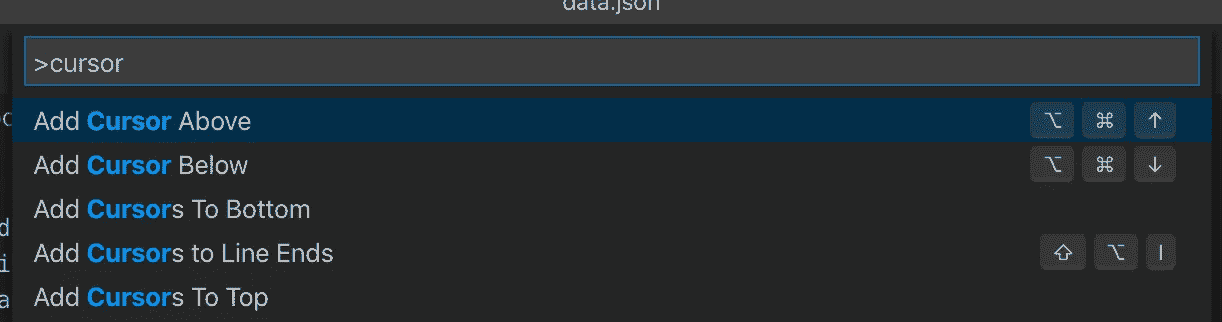 data.json
>cursor
Add Cursor Above ⌥ ⌘ ↑
Add Cursor Below ⌥ ⌘ ↓
Add Cursors To Bottom
Add Cursors to Line Ends ⇧ ⌥ I
Add Cursors To Top